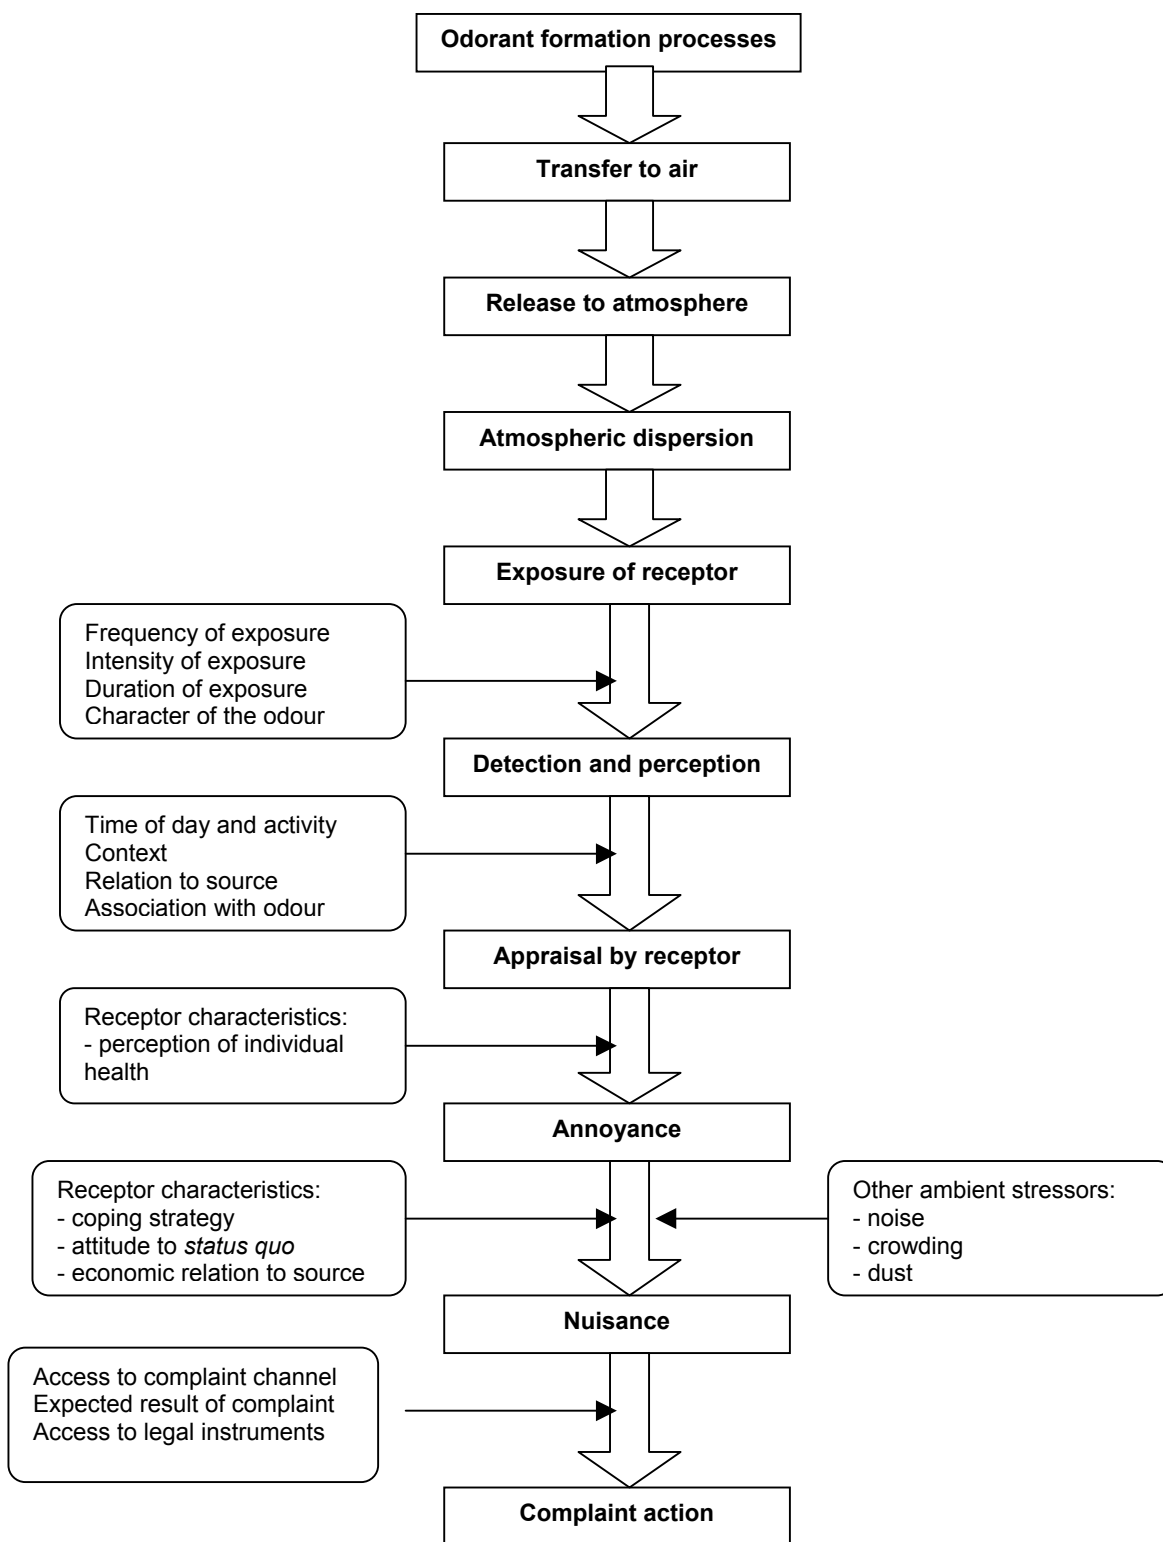 Odorant formation processes
Transfer to air
Release to atmosphere
Atmospheric dispersion
Exposure of receptor
Frequency of exposure
Intensity of exposure
Duration of exposure
Character of the odour
Detection and perception
Time of day and activity
Context
Relation to source
Association with odour
Appraisal by receptor
Receptor characteristics:
- perception of individual
health
Annoyance
Receptor characteristics:
- coping strategy
- attitude to status quo
- economic relation to source
Other ambient stressors:
- noise
- crowding
- dust
Nuisance
Access to complaint channel
Expected result of complaint
Access to legal instruments
Complaint action